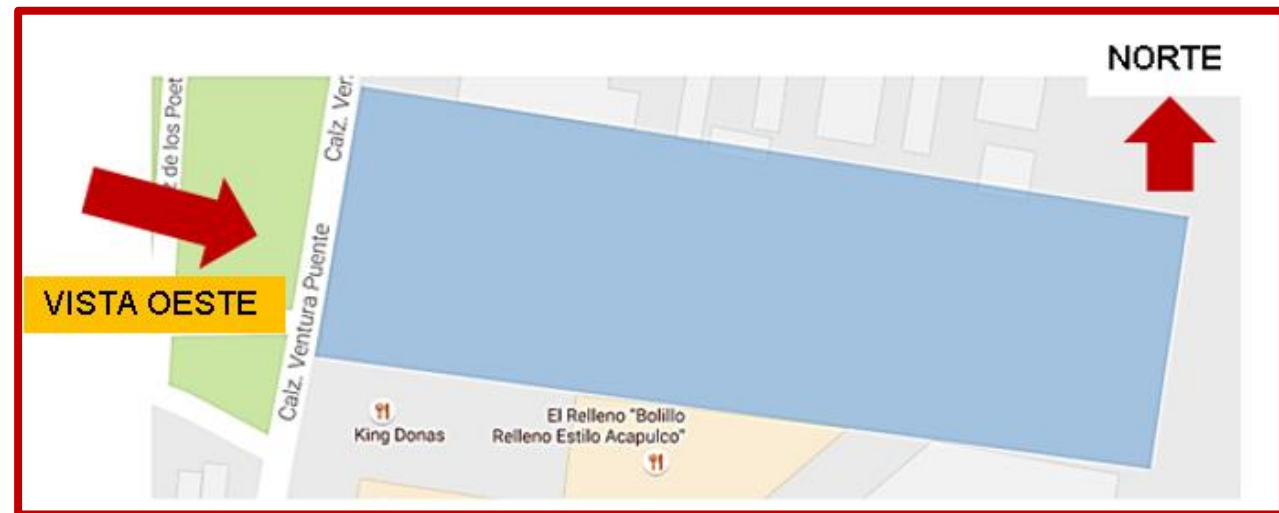 NORTE
z de los Poet
Calz. Ver.
VISTA OESTE
Calz. Ventura Puente
King Donas
El Relleno "Bolillo
Relleno Estilo Acapulco"